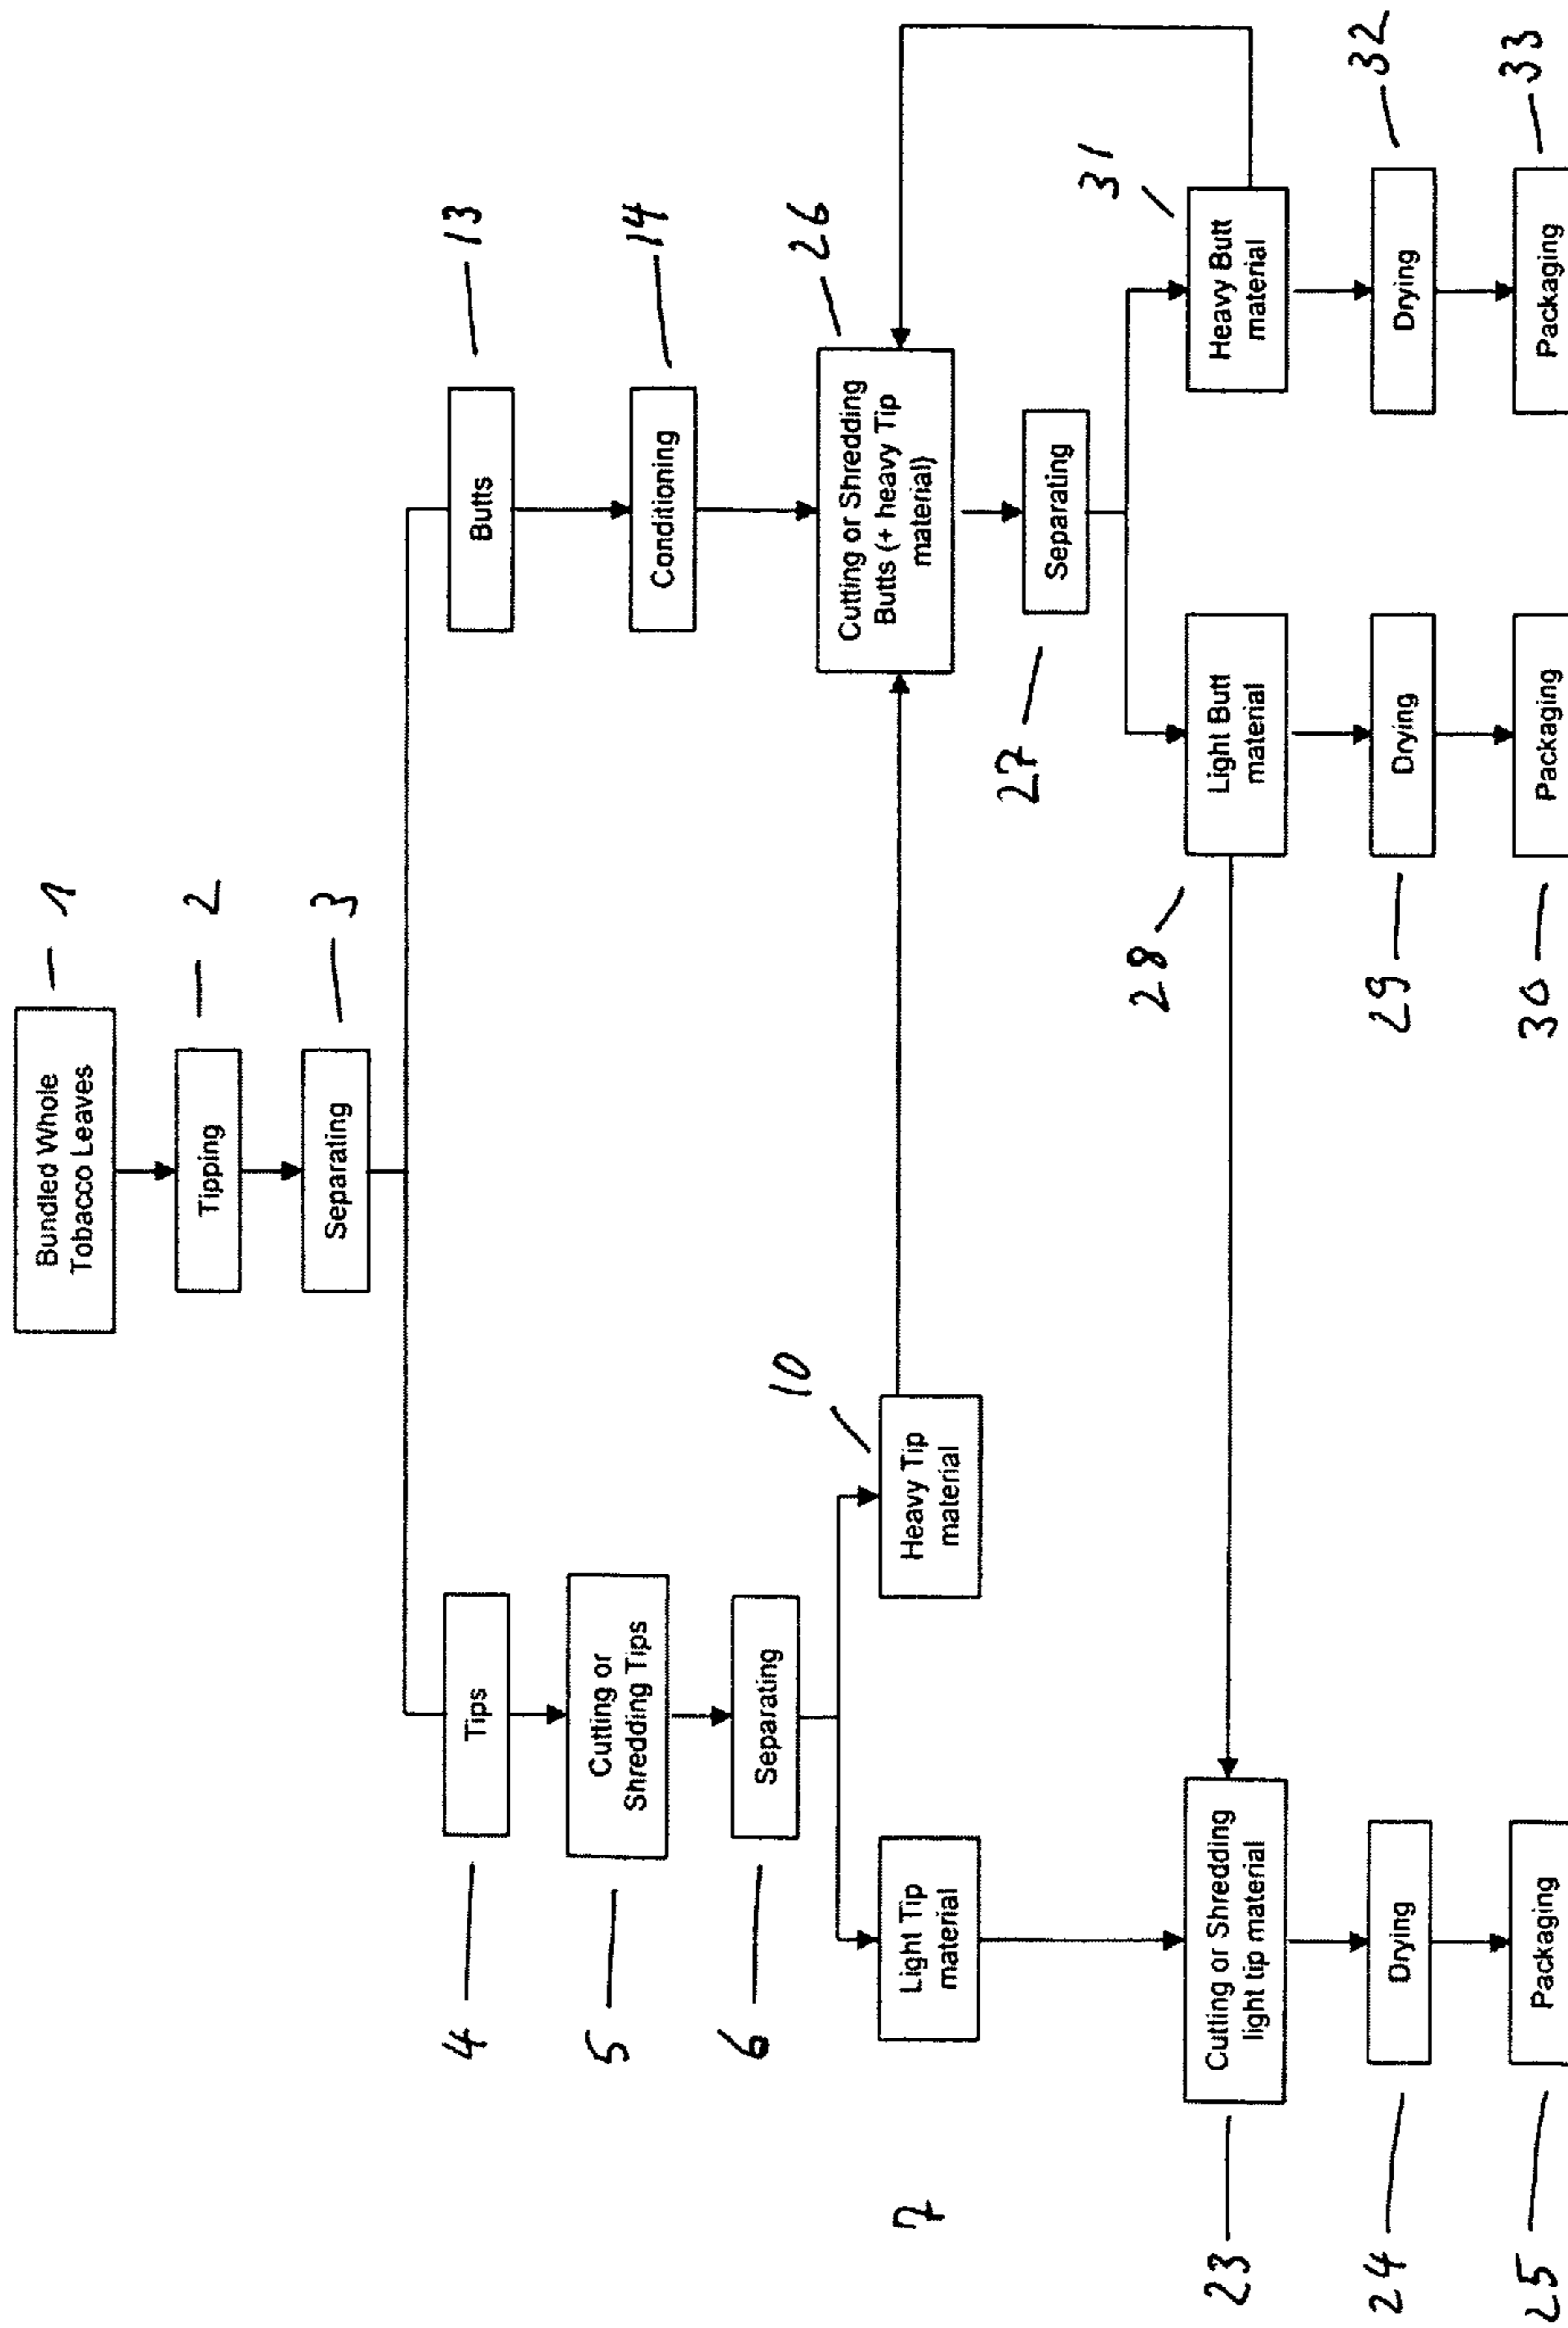 Bundled Whole
Tobacco Leaves
1
Tipping
2
Separating
3
4
Tips
Butts
13
5
Cutting or
Shredding Tips
Conditioning
14
6
Separating
7
Light Tip
material
Heavy Tip
material
10
Cutting or Shredding
Butts (+ heavy Tip
material)
26
27
Separating
23
Cutting or Shredding
light tip material
28
Light Butt
material
Heavy Butt
material
31
24
Drying
29
Drying
Drying
32
25
Packaging
30
Packaging
Packaging
33